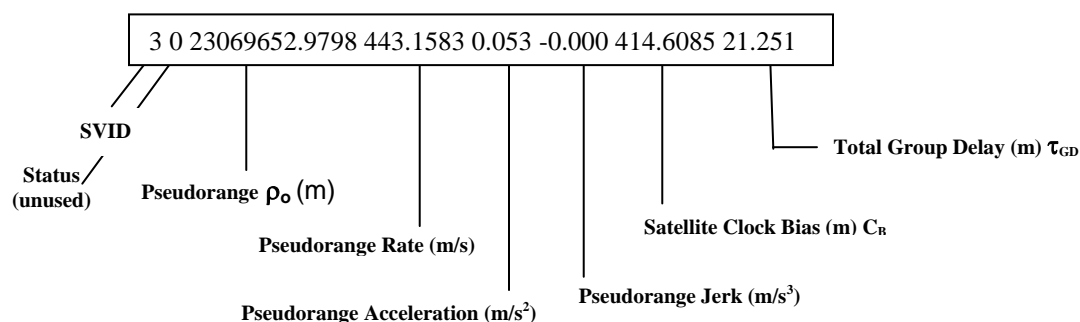 3 0 23069652.9798 443.1583 0.053 -0.000 414.6085 21.251
SVID
Total Group Delay (m) τGD
Status
(unused)
Pseudorange ρo (m)
Satellite Clock Bias (m) CB
Pseudorange Rate (m/s)
Pseudorange Jerk (m/s³)
Pseudorange Acceleration (m/s²)